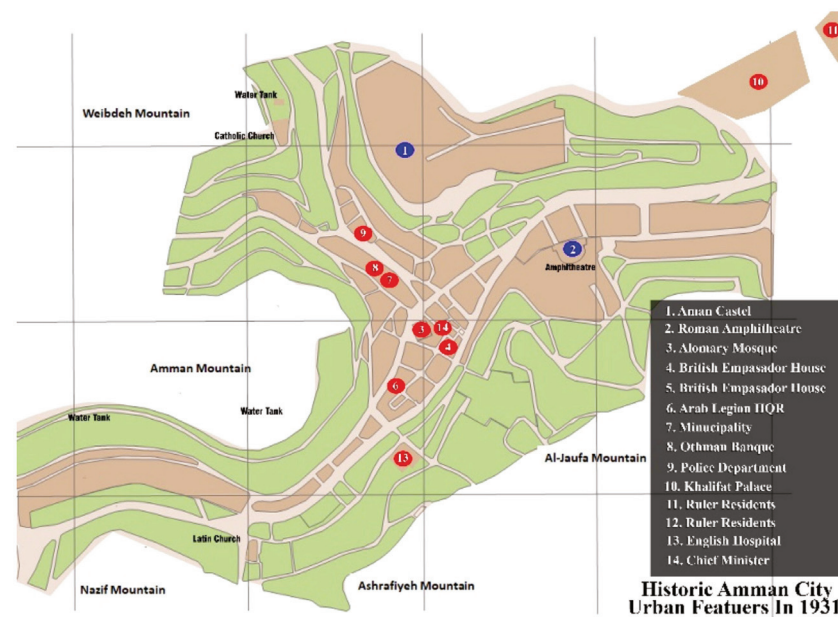 11
10
Water Tank
Weibdeh Mountain
Catholic Church
1
9
2
8
Amphitheatre
7
3
14
4
Amman Mountain
6
Water Tank
Water Tank
13
Al-Jaufa Mountain
Latin Church
Nazif Mountain
Ashrafiyeh Mountain
1. Aman Castel
2. Roman Amphitheatre
3. Alomary Mosque
4. British Empasador House
5. British Empasador House
6. Arab Legion HQR
7. Minucipality
8. Othman Banque
9. Police Department
10. Khalifat Palace
11. Ruler Residents
12. Ruler Residents
13. English Hospital
14. Chief Minister
Historic Amman City
Urban Featuers In 1931